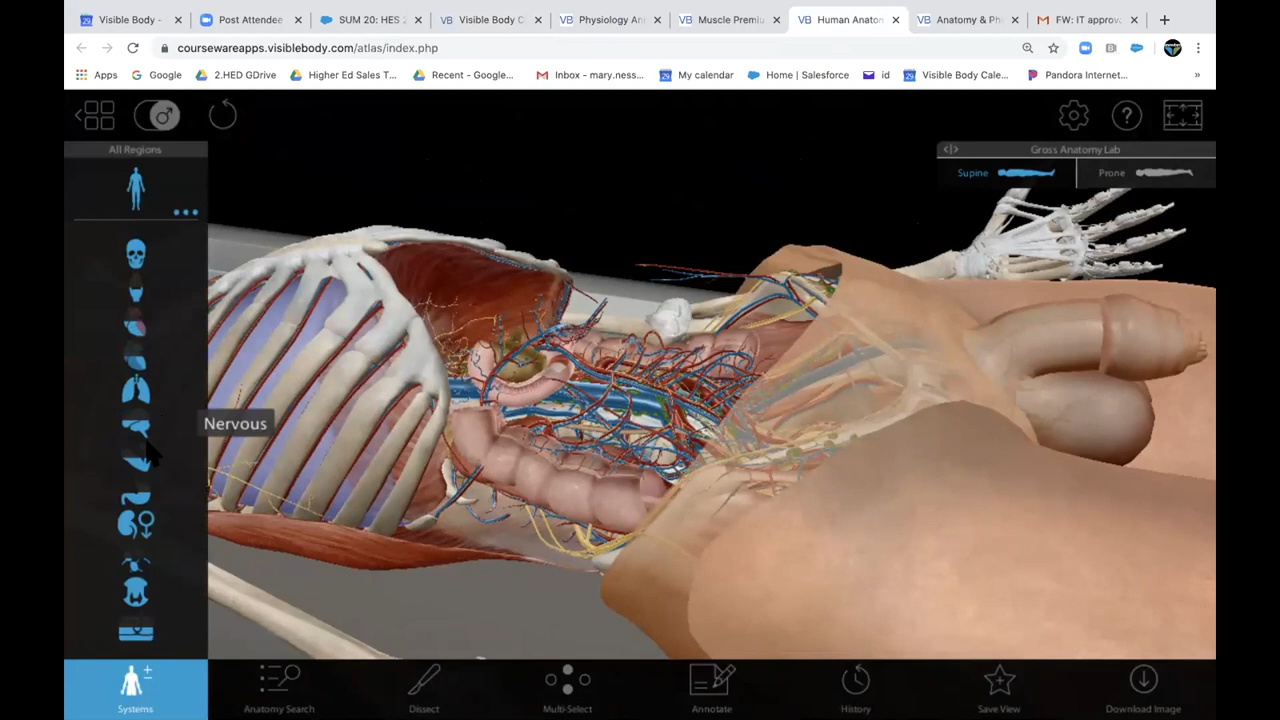 Visible Body -
Post Attendee
SUM 20: HES 2
Visible Body C
Physiology An
Muscle Premiu
Human Anaton
Anatomy & Ph
FW: IT approv
coursewareapps.visiblebody.com/atlas/index.php
Apps
Google
2.HED GDrive
Higher Ed Sales T...
Recent - Google...
Inbox - mary.ness...
My calendar
Home | Salesforce
id
Visible Body Cale...
Pandora Internet...
»
All Regions
Gross Anatomy Lab
Supine
Prone
Nervous
Systems
Anatomy Search
Dissect
Multi-Select
Annotate
History
Save View
Download Image